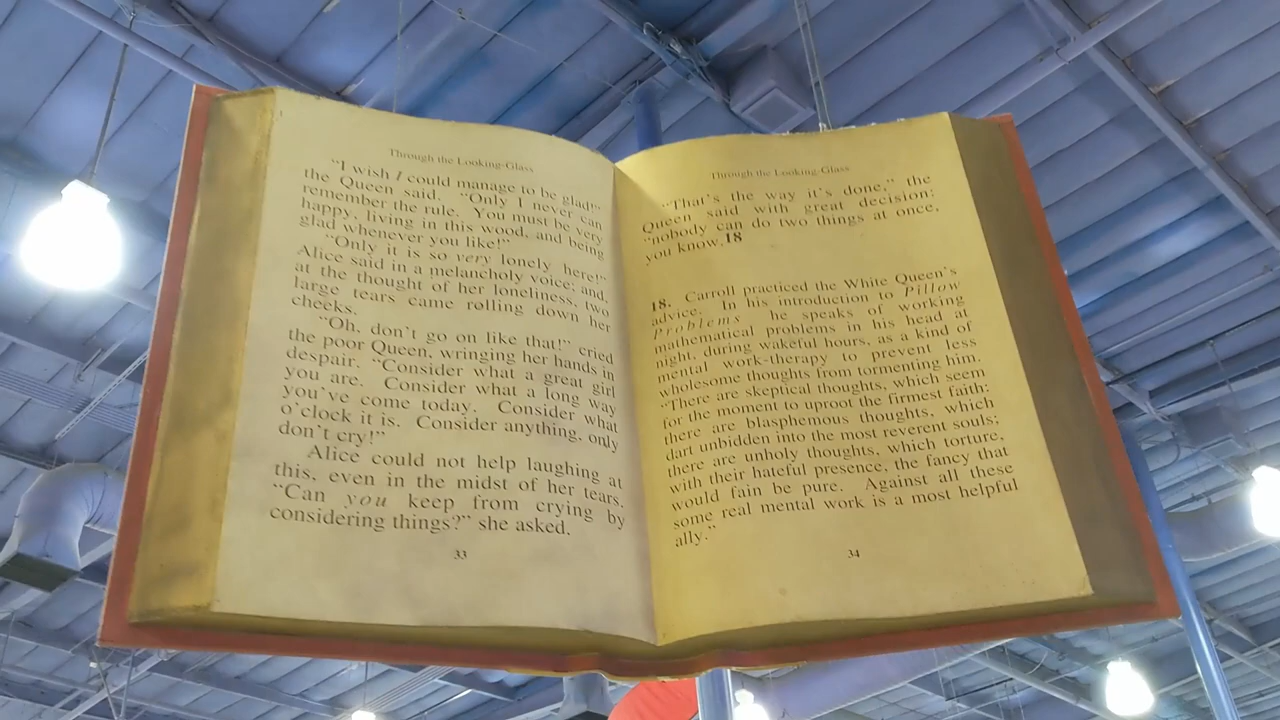 Through the Looking-Glass
"I wish I could manage to be glad!"
the Queen said. "Only I never can
remember the rule. You must be very
happy, living in this wood, and being
glad whenever you like!"
"Only it is so very lonely here!"
Alice said in a melancholy voice; and,
at the thought of her loneliness, two
large tears came rolling down her
cheeks.
"Oh, don't go on like that!" cried
the poor Queen, wringing her hands in
despair. "Consider what a great girl
you are. Consider what a long way
you've come today. Consider what
o'clock it is. Consider anything, only
don't cry!"
Alice could not help laughing at
this, even in the midst of her tears.
"Can you keep from crying by
considering things?" she asked.
33
Through the Looking-Glass
"That's the way it's done," the
Queen said with great decision;
"nobody can do two things at once,
you know.18
18. Carroll practiced the White Queen's
advice. In his introduction to Pillow
Problems he speaks of working
mathematical problems in his head at
night, during wakeful hours, as a kind of
mental work-therapy to prevent less
wholesome thoughts from tormenting him.
"There are skeptical thoughts, which seem
for the moment to uproot the firmest faith;
there are blasphemous thoughts, which
dart unbidden into the most reverent souls;
there are unholy thoughts, which torture,
with their hateful presence, the fancy that
would fain be pure. Against all these
some real mental work is a most helpful
ally."
34